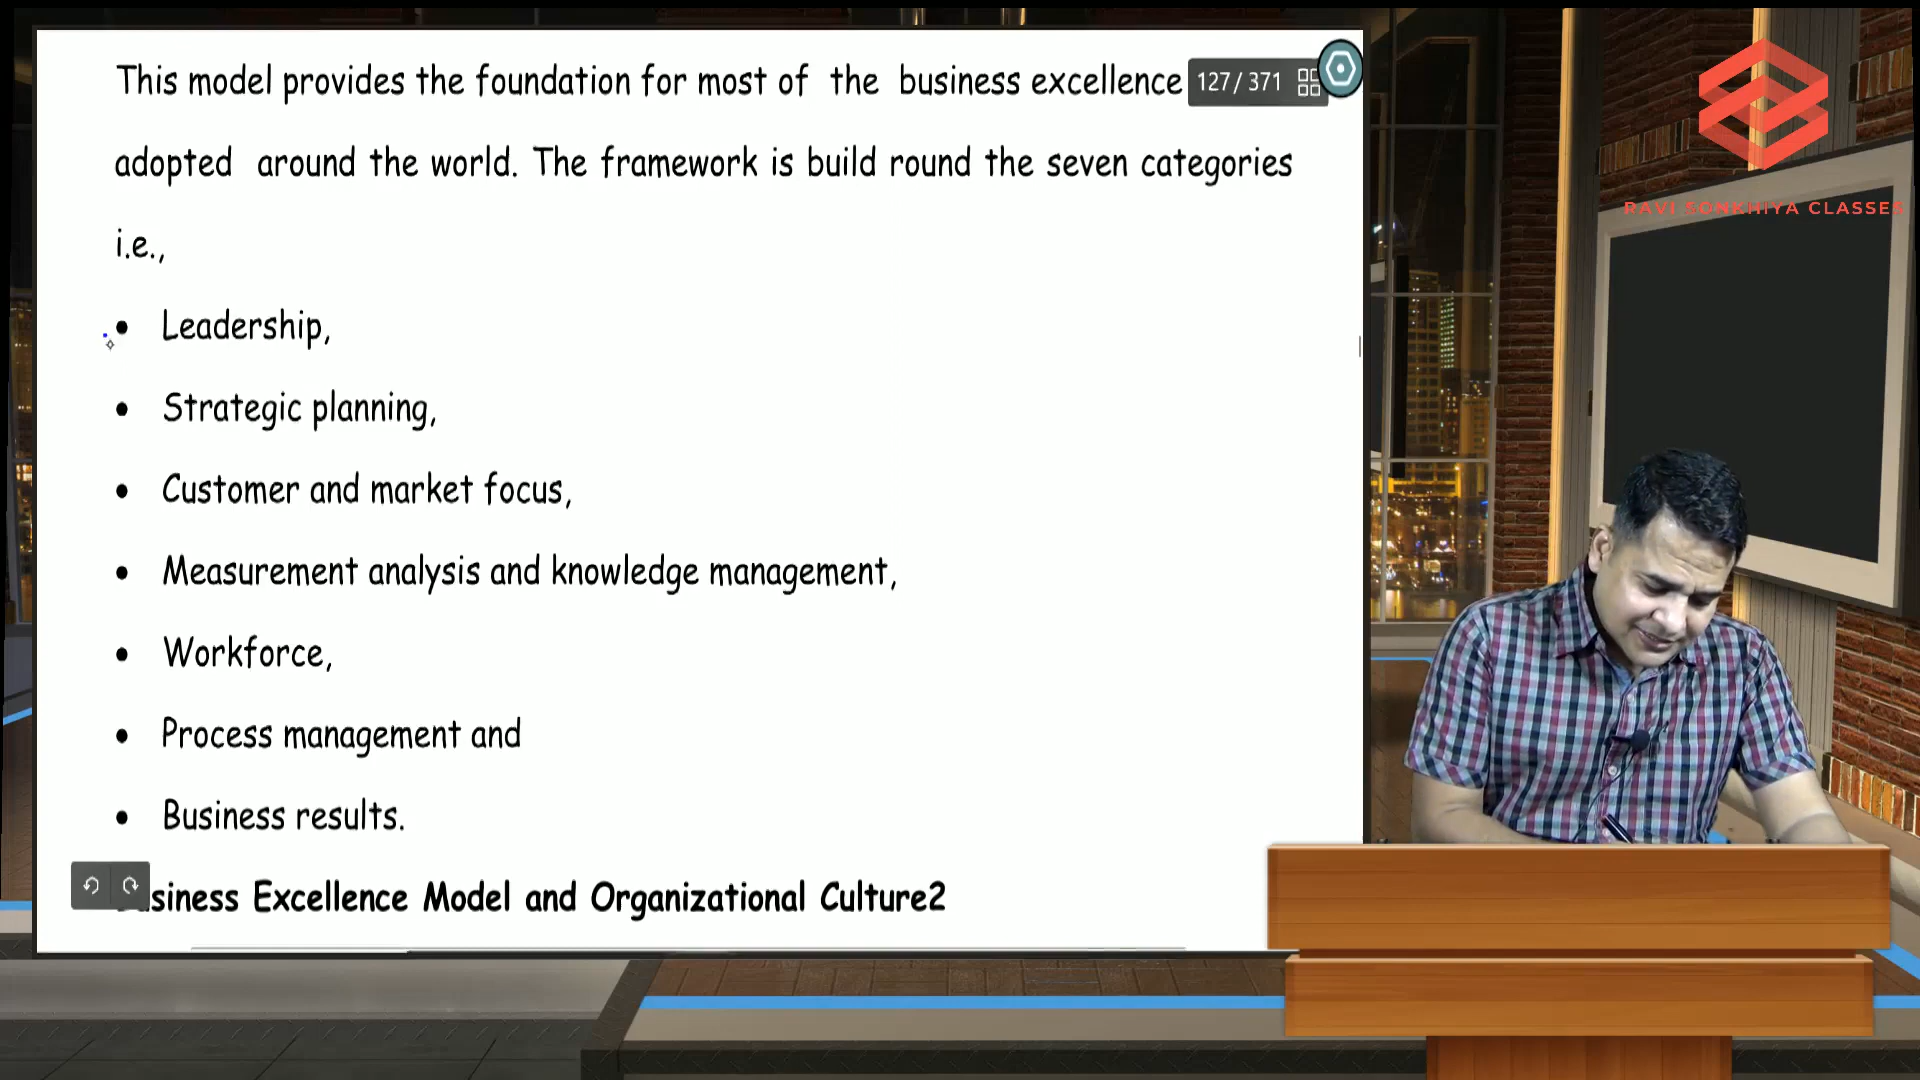 This model provides the foundation for most of the business excellence
127/ 371
adopted around the world. The framework is build round the seven categories
i.e.,
• Leadership,
• Strategic planning,
• Customer and market focus,
• Measurement analysis and knowledge management,
• Workforce,
• Process management and
• Business results.
siness Excellence Model and Organizational Culture2
RAVI SONKHIYA CLASSES